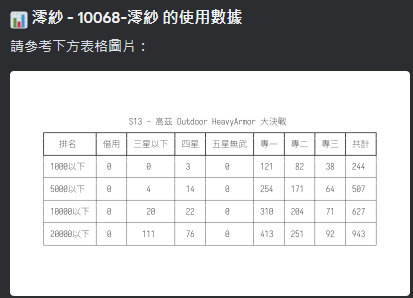 📊 澪紗 - 10068-澪紗 的使用數據
請參考下方表格圖片：
S13 - 高茲 Outdoor HeavyArmor 大決戰
排名 借用 三星以下 四星 五星無武 專一 專二 專三 共計
1000以下 0 0 3 0 121 82 38 244
5000以下 0 4 14 0 254 171 64 507
10000以下 0 20 22 0 310 204 71 627
20000以下 0 111 76 0 413 251 92 943